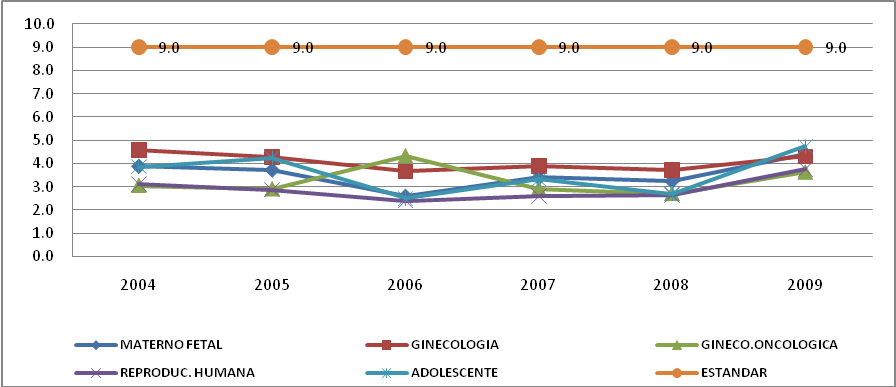 10.0
9.0
8.0
7.0
6.0
5.0
4.0
3.0
2.0
1.0
0.0
9.0 9.0 9.0 9.0 9.0 9.0
2004 2005 2006 2007 2008 2009
MATERNO FETAL GINECOLOGIA GINECO.ONCOLOGICA
REPRODUC. HUMANA ADOLESCENTE ESTANDAR